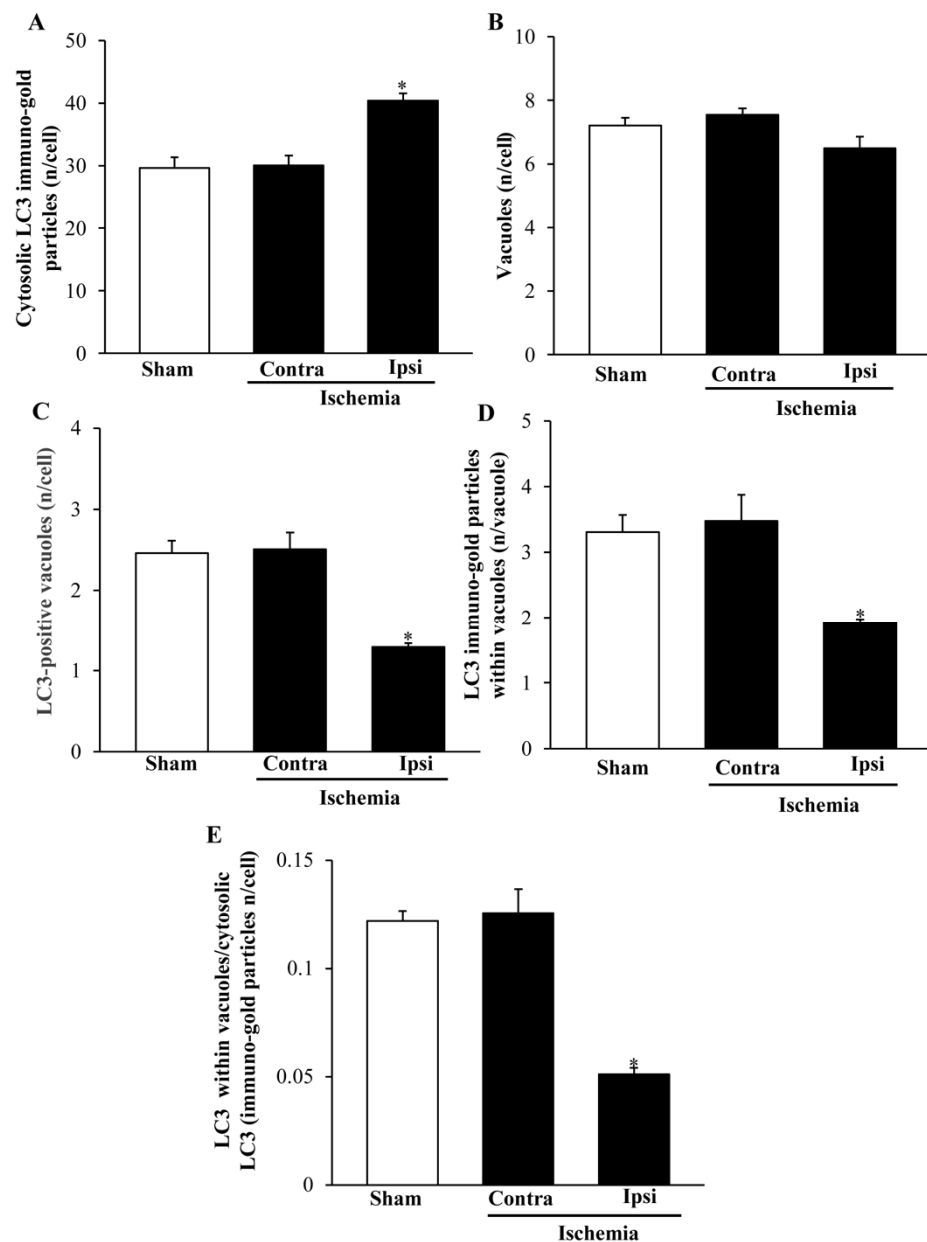 A
Cytosolic LC3 immuno-gold
particles (n/cell)
50
40
30
20
10
0
*
Sham
Contra
Ipsi
Ischemia
B
Vacuoles (n/cell)
10
8
6
4
2
0
Sham
Contra
Ipsi
Ischemia
C
LC3-positive vacuoles (n/cell)
4
3
2
1
0
*
Sham
Contra
Ipsi
Ischemia
D
LC3 immuno-gold particles
within vacuoles (n/vacuole)
5
4
3
2
1
0
*
Sham
Contra
Ipsi
Ischemia
E
LC3 within vacuoles/cytosolic
LC3 (immuno-gold particles n/cell)
0.15
0.1
0.05
0
*
Sham
Contra
Ipsi
Ischemia